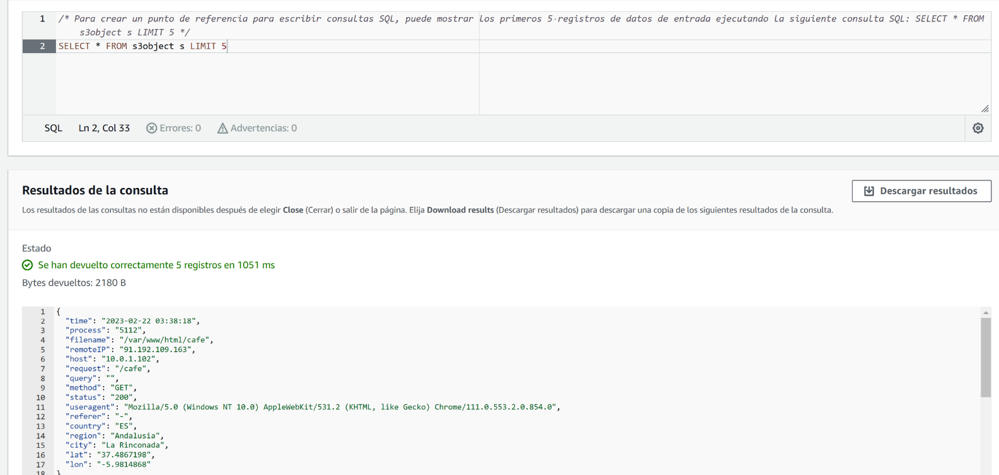 1 /* Para crear un punto de referencia para escribir consultas SQL, puede mostrar los primeros 5·registros de datos de entrada ejecutando la siguiente consulta SQL: SELECT * FROM
s3object s LIMIT 5 */
2 SELECT * FROM s3object s LIMIT 5
SQL Ln 2, Col 33 Errores: 0 Advertencias: 0
Resultados de la consulta
Descargar resultados
Los resultados de las consultas no están disponibles después de elegir Close (Cerrar) o salir de la página. Elija Download results (Descargar resultados) para descargar una copia de los siguientes resultados de la consulta.
Estado
Se han devuelto correctamente 5 registros en 1051 ms
Bytes devueltos: 2180 B
1 {
2 "time": "2023-02-22 03:38:18",
3 "process": "5112",
4 "filename": "/var/www/html/cafe",
5 "remoteIP": "91.192.109.163",
6 "host": "10.0.1.102",
7 "request": "/cafe",
8 "query": "",
9 "method": "GET",
10 "status": "200",
11 "useragent": "Mozilla/5.0 (Windows NT 10.0) AppleWebKit/531.2 (KHTML, like Gecko) Chrome/111.0.553.2.0.854.0",
12 "referer": "-",
13 "country": "ES",
14 "region": "Andalusia",
15 "city": "La Rinconada",
16 "lat": "37.4867198",
17 "lon": "-5.9814868"
18 }